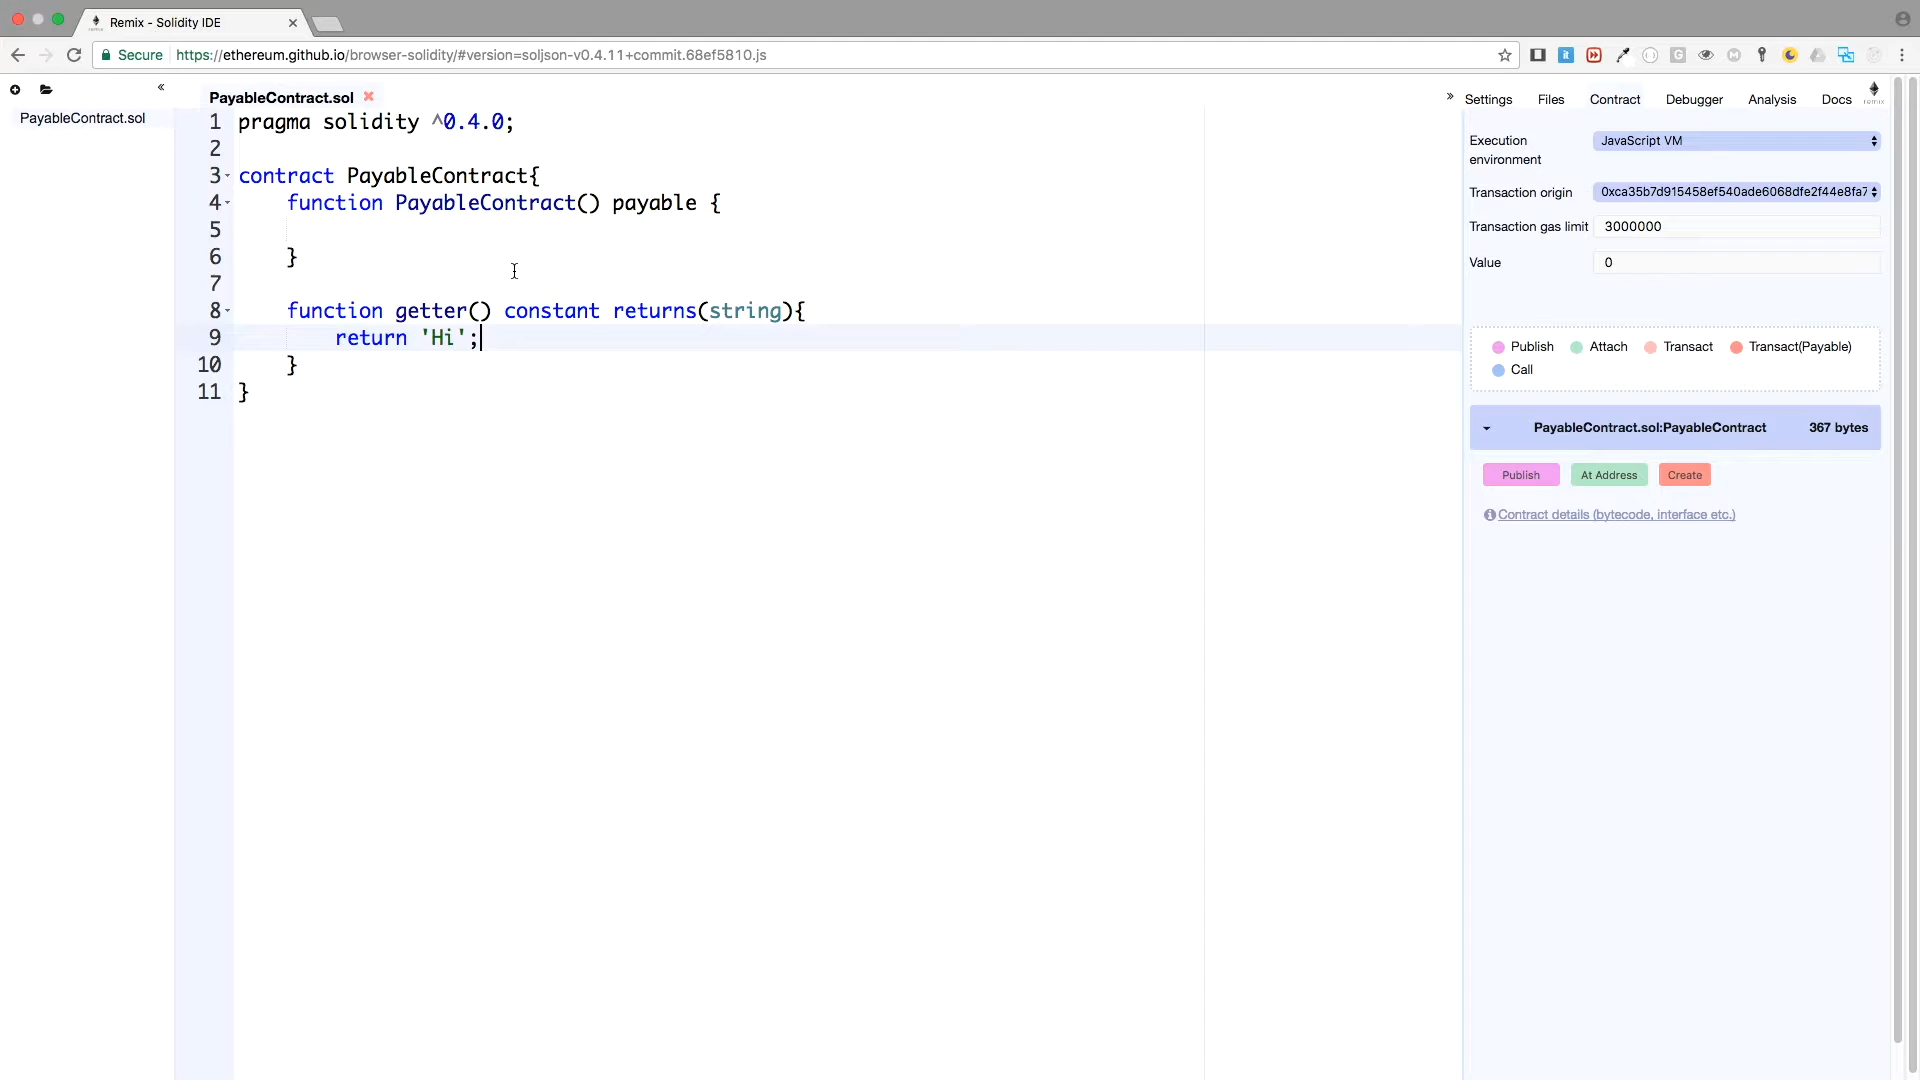 Remix - Solidity IDE
Secure https://ethereum.github.io/browser-solidity/#version=soljson-v0.4.11+commit.68ef5810.js
PayableContract.sol
PayableContract.sol
1 pragma solidity ^0.4.0;
2
3 contract PayableContract{
4 function PayableContract() payable {
5
6 }
7
8 function getter() constant returns(string){
9 return 'Hi';
10 }
11 }
» Settings Files Contract Debugger Analysis Docs remix
Execution environment JavaScript VM
Transaction origin 0xca35b7d915458ef540ade6068dfe2f44e8fa7
Transaction gas limit 3000000
Value 0
Publish Attach Transact Transact(Payable)
Call
PayableContract.sol:PayableContract 367 bytes
Publish At Address Create
Contract details (bytecode, interface etc.)